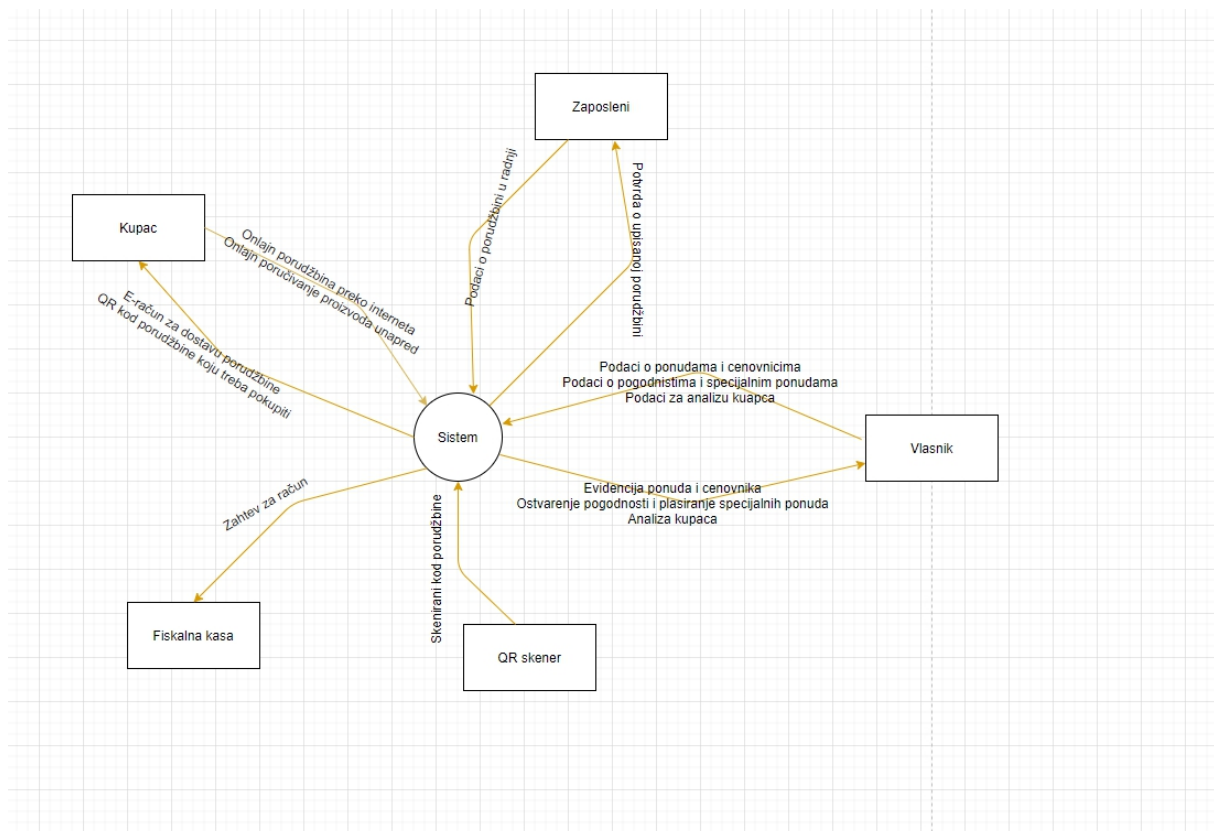 Zaposleni
Podaci o porudžbini u radnji
Potvrda o upisanoj porudžbini
Kupac
Onlajn porudžbina preko interneta
Onlajn poručivanje proizvoda unapred
E-račun za dostavu porudžbine
QR kod porudžbine koju treba pokupiti
Podaci o ponudama i cenovnicima
Podaci o pogodnistima i specijalnim ponudama
Podaci za analizu kuapca
Sistem
Vlasnik
Evidencija ponuda i cenovnika
Ostvarenje pogodnosti i plasiranje specijalnih ponuda
Analiza kupaca
Zahtev za račun
Skenirani kod porudžbine
Fiskalna kasa
QR skener